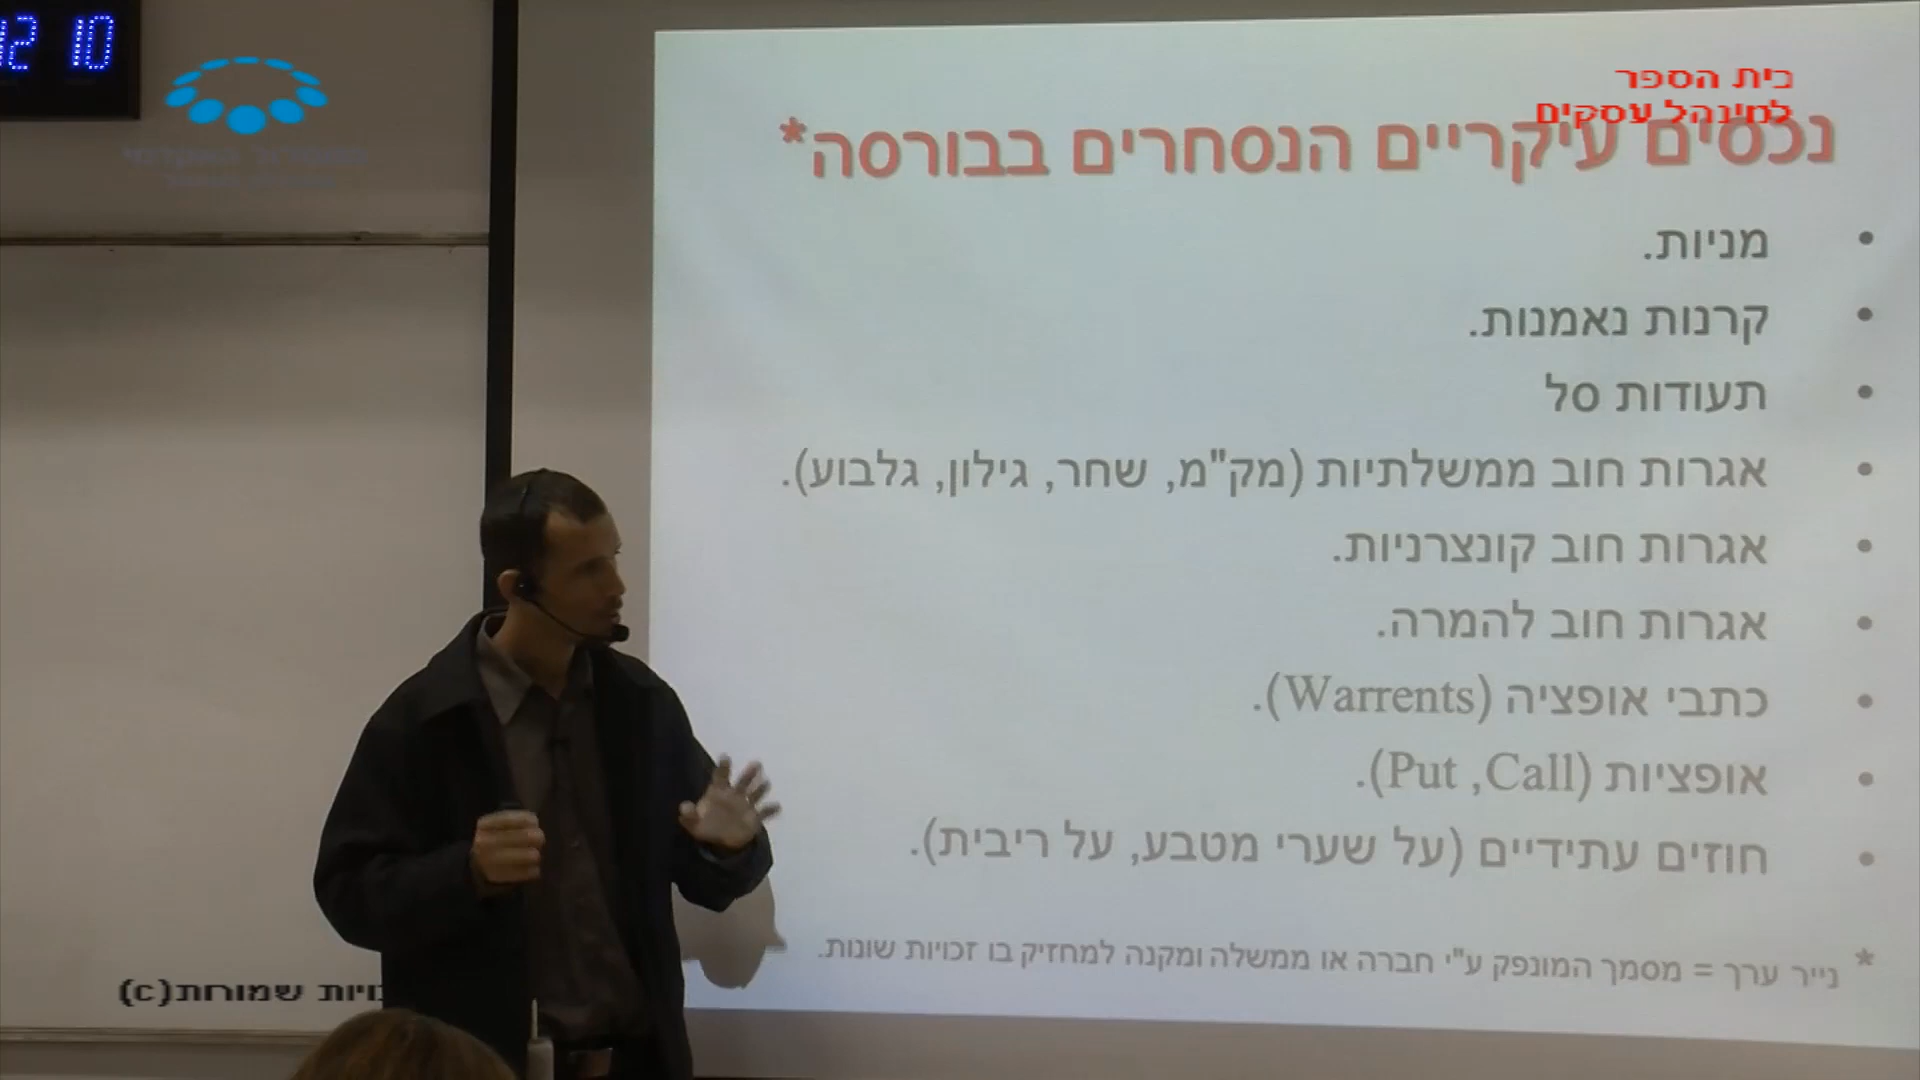 12 10
בית הספר
למינהל עסקים
נכסים עיקריים הנסחרים בבורסה*
• מניות.
• קרנות נאמנות.
• תעודות סל
• אגרות חוב ממשלתיות (מק"מ, שחר, גילון, גלבוע).
• אגרות חוב קונצרניות.
• אגרות חוב להמרה.
• כתבי אופציה (Warrents).
• אופציות (Put ,Call).
• חוזים עתידיים (על שערי מטבע, על ריבית).
* נייר ערך = מסמך המונפק ע"י חברה או ממשלה ומקנה למחזיק בו זכויות שונות.
שמורות(c)